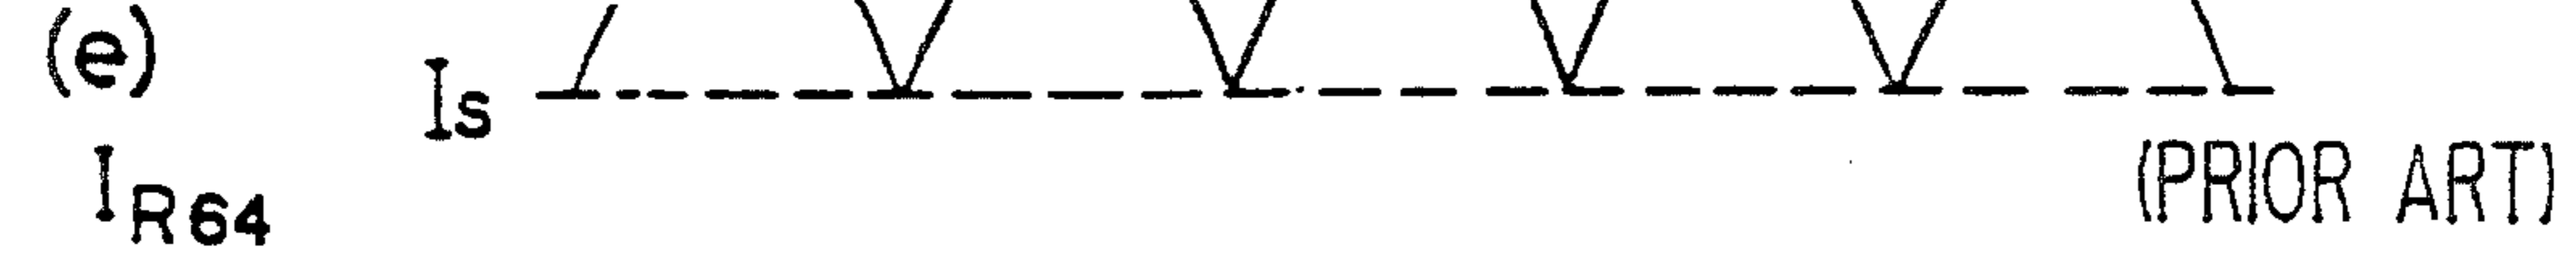 (e)
Is
IR64
(PRIOR ART)